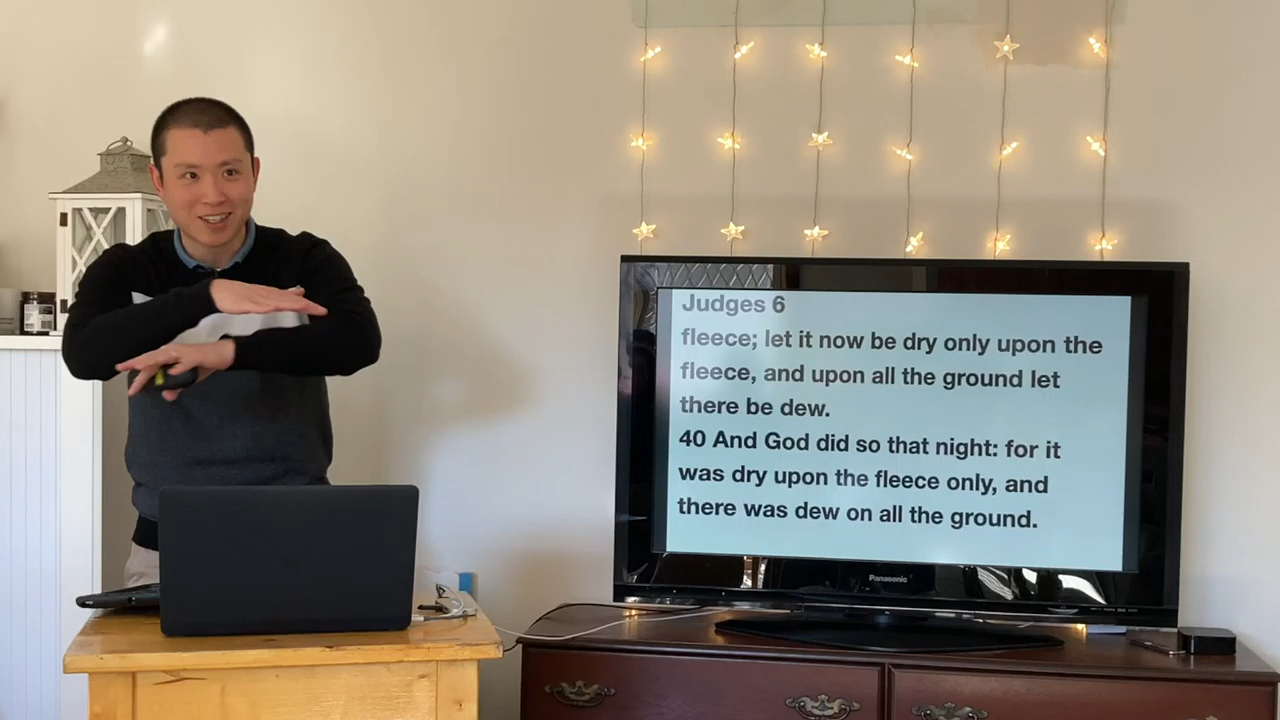 Judges 6
fleece; let it now be dry only upon the
fleece, and upon all the ground let
there be dew.
40 And God did so that night: for it
was dry upon the fleece only, and
there was dew on all the ground.
Panasonic